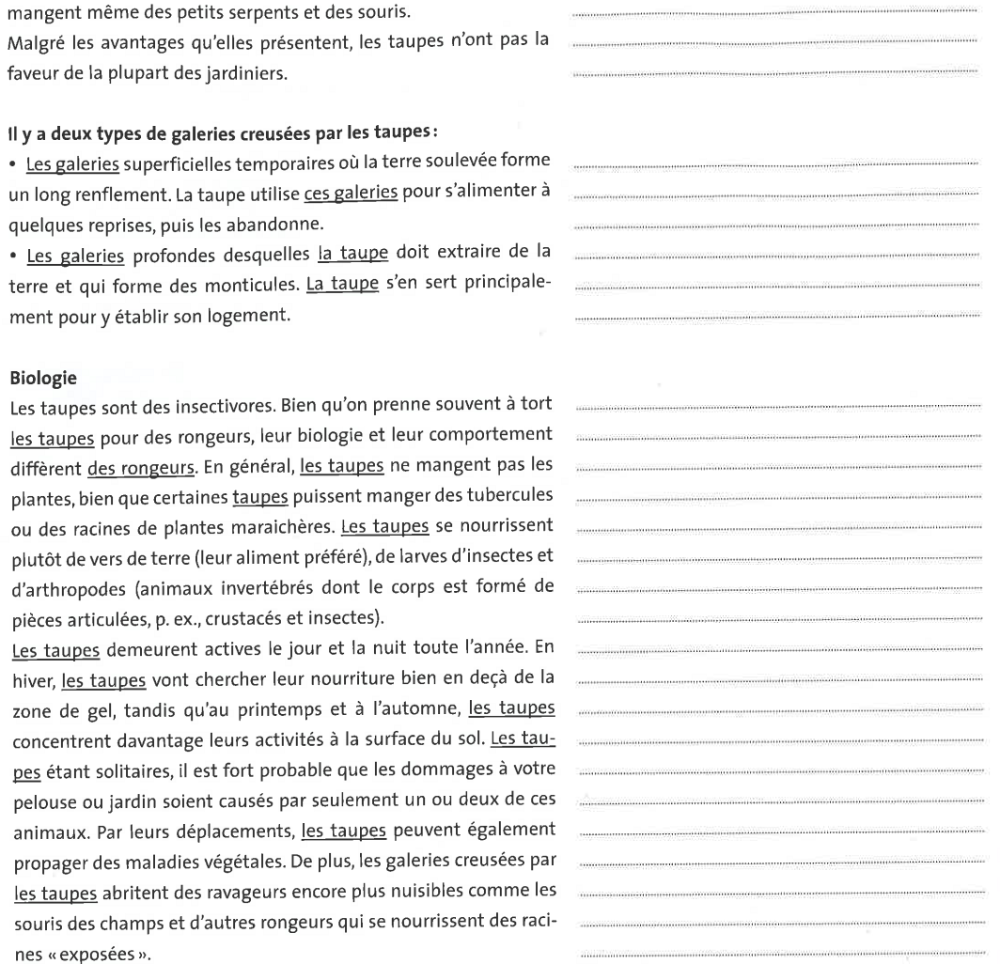 mangent même des petits serpents et des souris.
Malgré les avantages qu'elles présentent, les taupes n'ont pas la
faveur de la plupart des jardiniers.
Il y a deux types de galeries creusées par les taupes :
• Les galeries superficielles temporaires où la terre soulevée forme
un long renflement. La taupe utilise ces galeries pour s'alimenter à
quelques reprises, puis les abandonne.
• Les galeries profondes desquelles la taupe doit extraire de la
terre et qui forme des monticules. La taupe s'en sert principale-
ment pour y établir son logement.
Biologie
Les taupes sont des insectivores. Bien qu'on prenne souvent à tort
les taupes pour des rongeurs, leur biologie et leur comportement
diffèrent des rongeurs. En général, les taupes ne mangent pas les
plantes, bien que certaines taupes puissent manger des tubercules
ou des racines de plantes maraichères. Les taupes se nourrissent
plutôt de vers de terre (leur aliment préféré), de larves d'insectes et
d'arthropodes (animaux invertébrés dont le corps est formé de
pièces articulées, p. ex., crustacés et insectes).
Les taupes demeurent actives le jour et la nuit toute l'année. En
hiver, les taupes vont chercher leur nourriture bien en deçà de la
zone de gel, tandis qu'au printemps et à l'automne, les taupes
concentrent davantage leurs activités à la surface du sol. Les tau-
pes étant solitaires, il est fort probable que les dommages à votre
pelouse ou jardin soient causés par seulement un ou deux de ces
animaux. Par leurs déplacements, les taupes peuvent également
propager des maladies végétales. De plus, les galeries creusées par
les taupes abritent des ravageurs encore plus nuisibles comme les
souris des champs et d'autres rongeurs qui se nourrissent des raci-
nes « exposées ».